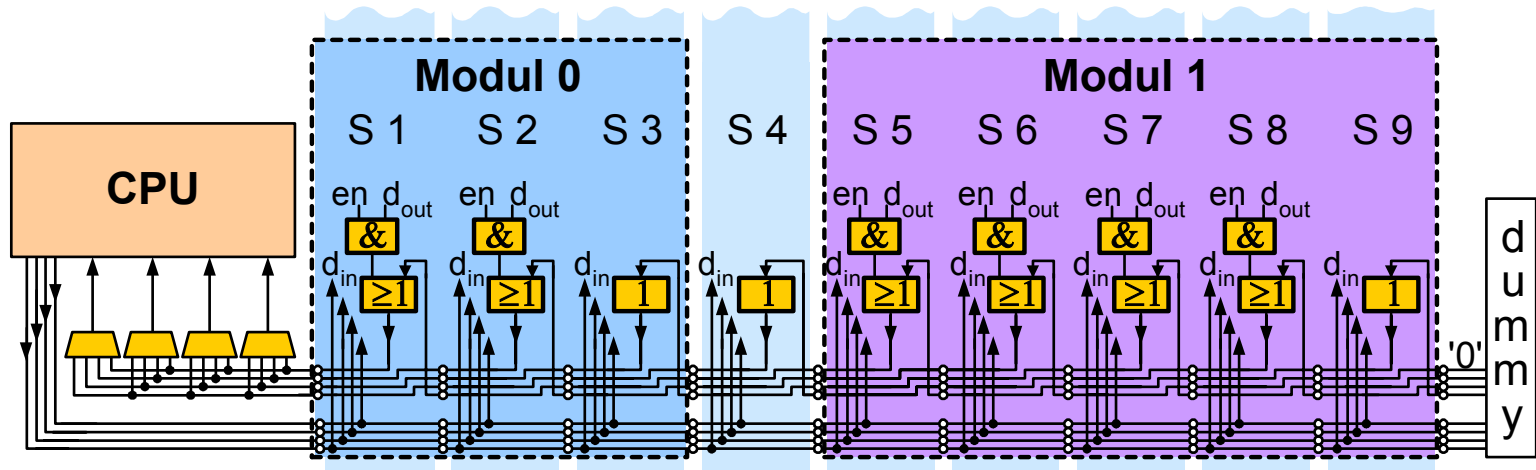 Modul 0
Modul 1
S 1 S 2 S 3 S 4 S 5 S 6 S 7 S 8 S 9
CPU
en dout en dout en dout en dout en dout en dout
& & & & & &
din din din din din din din din din
≥1 ≥1 1 1 ≥1 ≥1 ≥1 ≥1 1
'0'
dummy